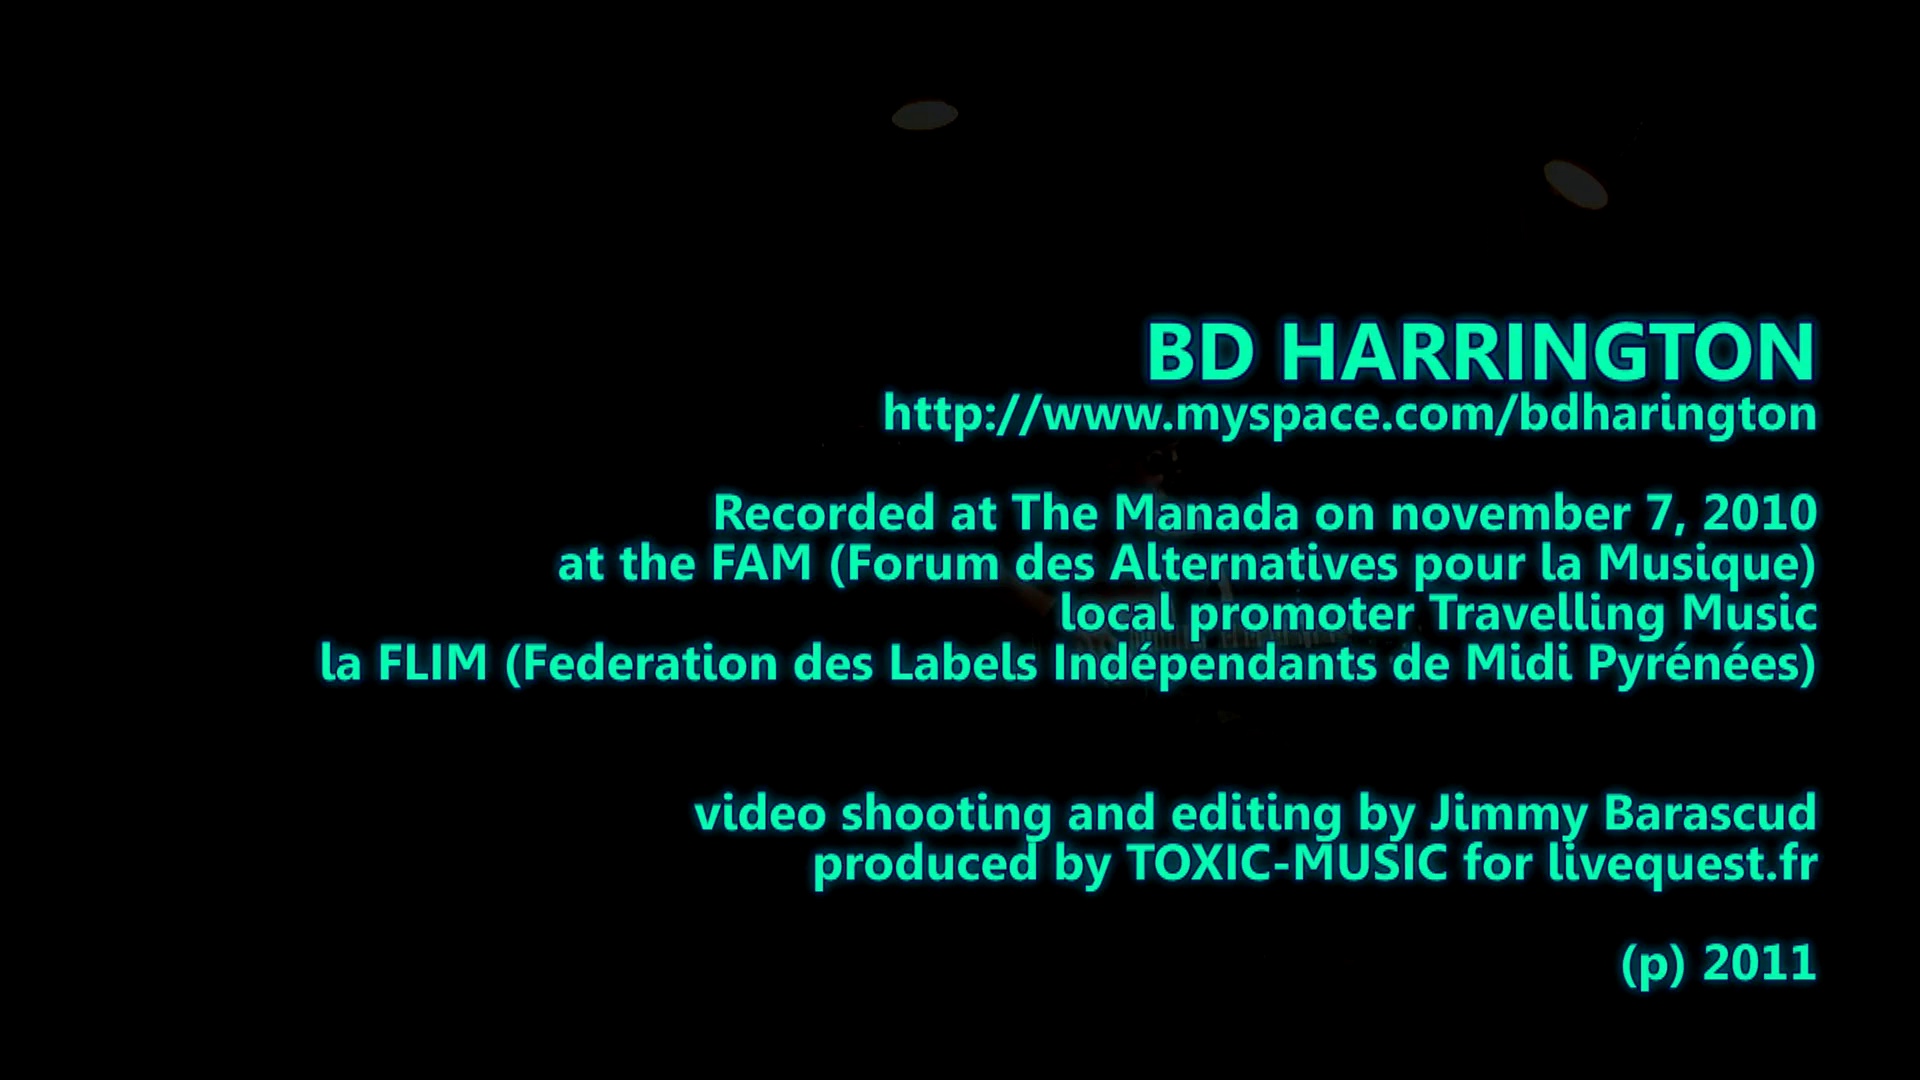 BD HARRINGTON
http://www.myspace.com/bdharington
Recorded at The Manada on november 7, 2010
at the FAM (Forum des Alternatives pour la Musique)
local promoter Travelling Music
la FLIM (Federation des Labels Indépendants de Midi Pyrénées)
video shooting and editing by Jimmy Barascud
produced by TOXIC-MUSIC for livequest.fr
(p) 2011